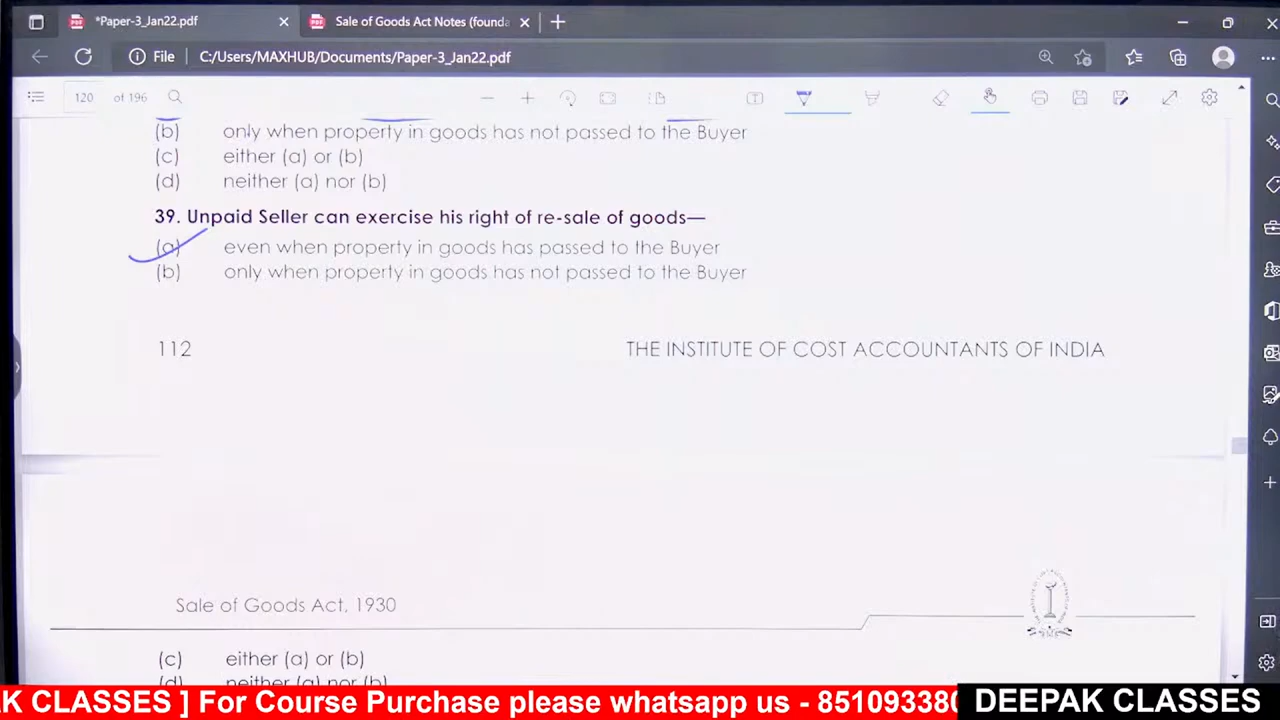 *Paper-3_Jan22.pdf
Sale of Goods Act Notes (founda
File
C:/Users/MAXHUB/Documents/Paper-3_Jan22.pdf
120 of 196
(b) only when property in goods has not passed to the Buyer
(c) either (a) or (b)
(d) neither (a) nor (b)
39. Unpaid Seller can exercise his right of re-sale of goods—
(a) even when property in goods has passed to the Buyer
(b) only when property in goods has not passed to the Buyer
112
THE INSTITUTE OF COST ACCOUNTANTS OF INDIA
Sale of Goods Act, 1930
(c) either (a) or (b)
(d) neither (a) nor (b)
AK CLASSES ] For Course Purchase please whatsapp us - 85109338
DEEPAK CLASSES